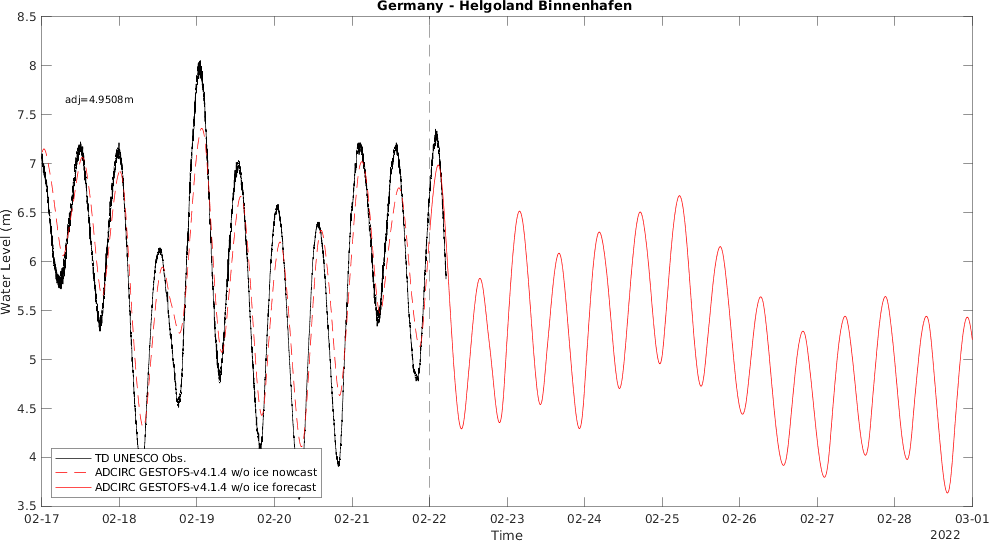 Germany - Helgoland Binnenhafen
8.5
8
7.5
7
6.5
6
5.5
5
4.5
4
3.5
Water Level (m)
adj=4.9508m
TD UNESCO Obs.
ADCIRC GESTOFS-v4.1.4 w/o ice nowcast
ADCIRC GESTOFS-v4.1.4 w/o ice forecast
02-17 02-18 02-19 02-20 02-21 02-22 02-23 02-24 02-25 02-26 02-27 02-28 03-01
Time
2022